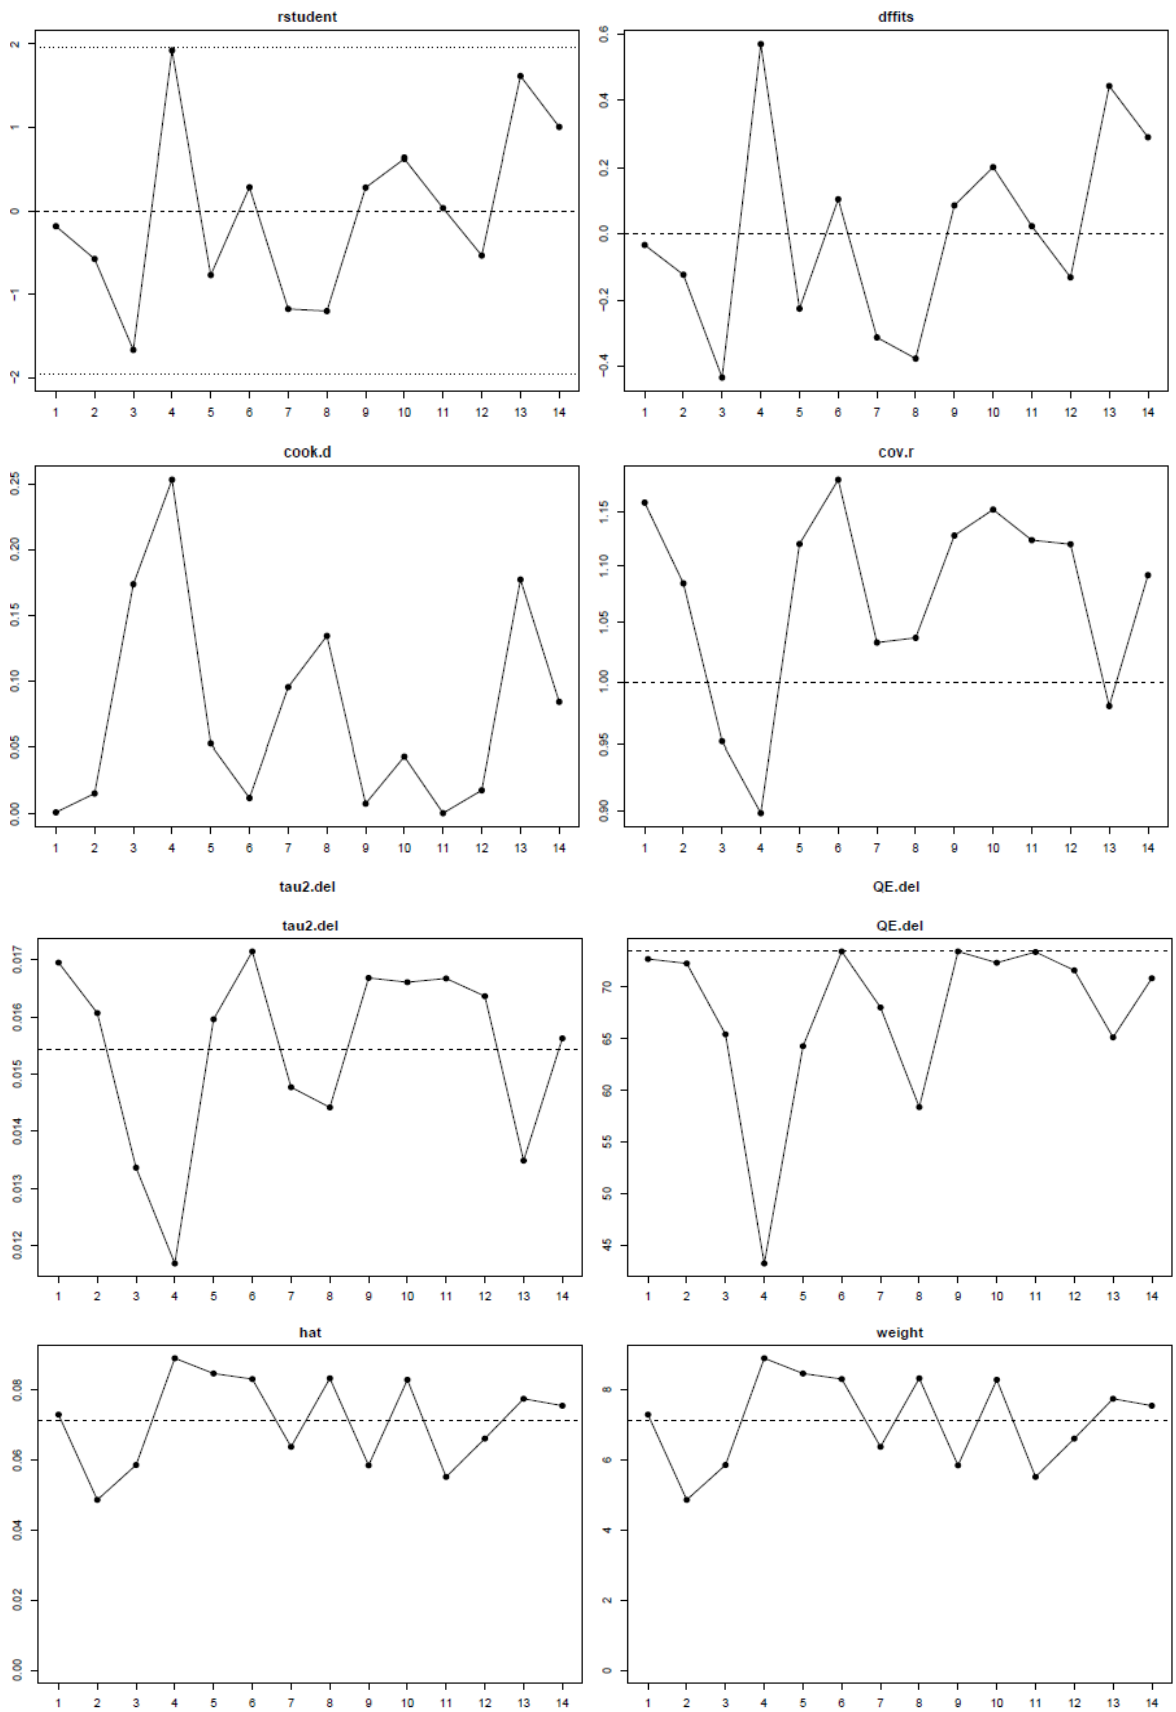 rstudent
2
1
0
−1
−2
1 2 3 4 5 6 7 8 9 10 11 12 13 14
dffits
0.6
0.4
0.2
0.0
−0.2
−0.4
1 2 3 4 5 6 7 8 9 10 11 12 13 14
cook.d
0.25
0.20
0.15
0.10
0.05
0.00
1 2 3 4 5 6 7 8 9 10 11 12 13 14
cov.r
1.15
1.10
1.05
1.00
0.95
0.90
1 2 3 4 5 6 7 8 9 10 11 12 13 14
tau2.del
QE.del
tau2.del
0.017
0.016
0.015
0.014
0.013
0.012
1 2 3 4 5 6 7 8 9 10 11 12 13 14
QE.del
70
65
60
55
50
45
1 2 3 4 5 6 7 8 9 10 11 12 13 14
hat
0.08
0.06
0.04
0.02
0.00
1 2 3 4 5 6 7 8 9 10 11 12 13 14
weight
8
6
4
2
0
1 2 3 4 5 6 7 8 9 10 11 12 13 14